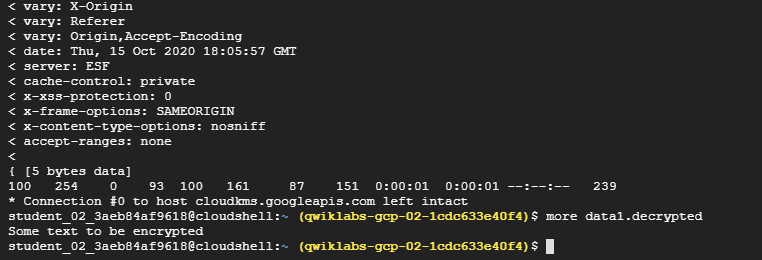 < vary: X-Origin
< vary: Referer
< vary: Origin,Accept-Encoding
< date: Thu, 15 Oct 2020 18:05:57 GMT
< server: ESF
< cache-control: private
< x-xss-protection: 0
< x-frame-options: SAMEORIGIN
< x-content-type-options: nosniff
< accept-ranges: none
<
{ [5 bytes data]
100   254    0    93  100   161     87    151  0:00:01  0:00:01 --:--:--   239
* Connection #0 to host cloudkms.googleapis.com left intact
student_02_3aeb84af9618@cloudshell:~ (qwiklabs-gcp-02-1cdc633e40f4)$ more data1.decrypted
Some text to be encrypted
student_02_3aeb84af9618@cloudshell:~ (qwiklabs-gcp-02-1cdc633e40f4)$